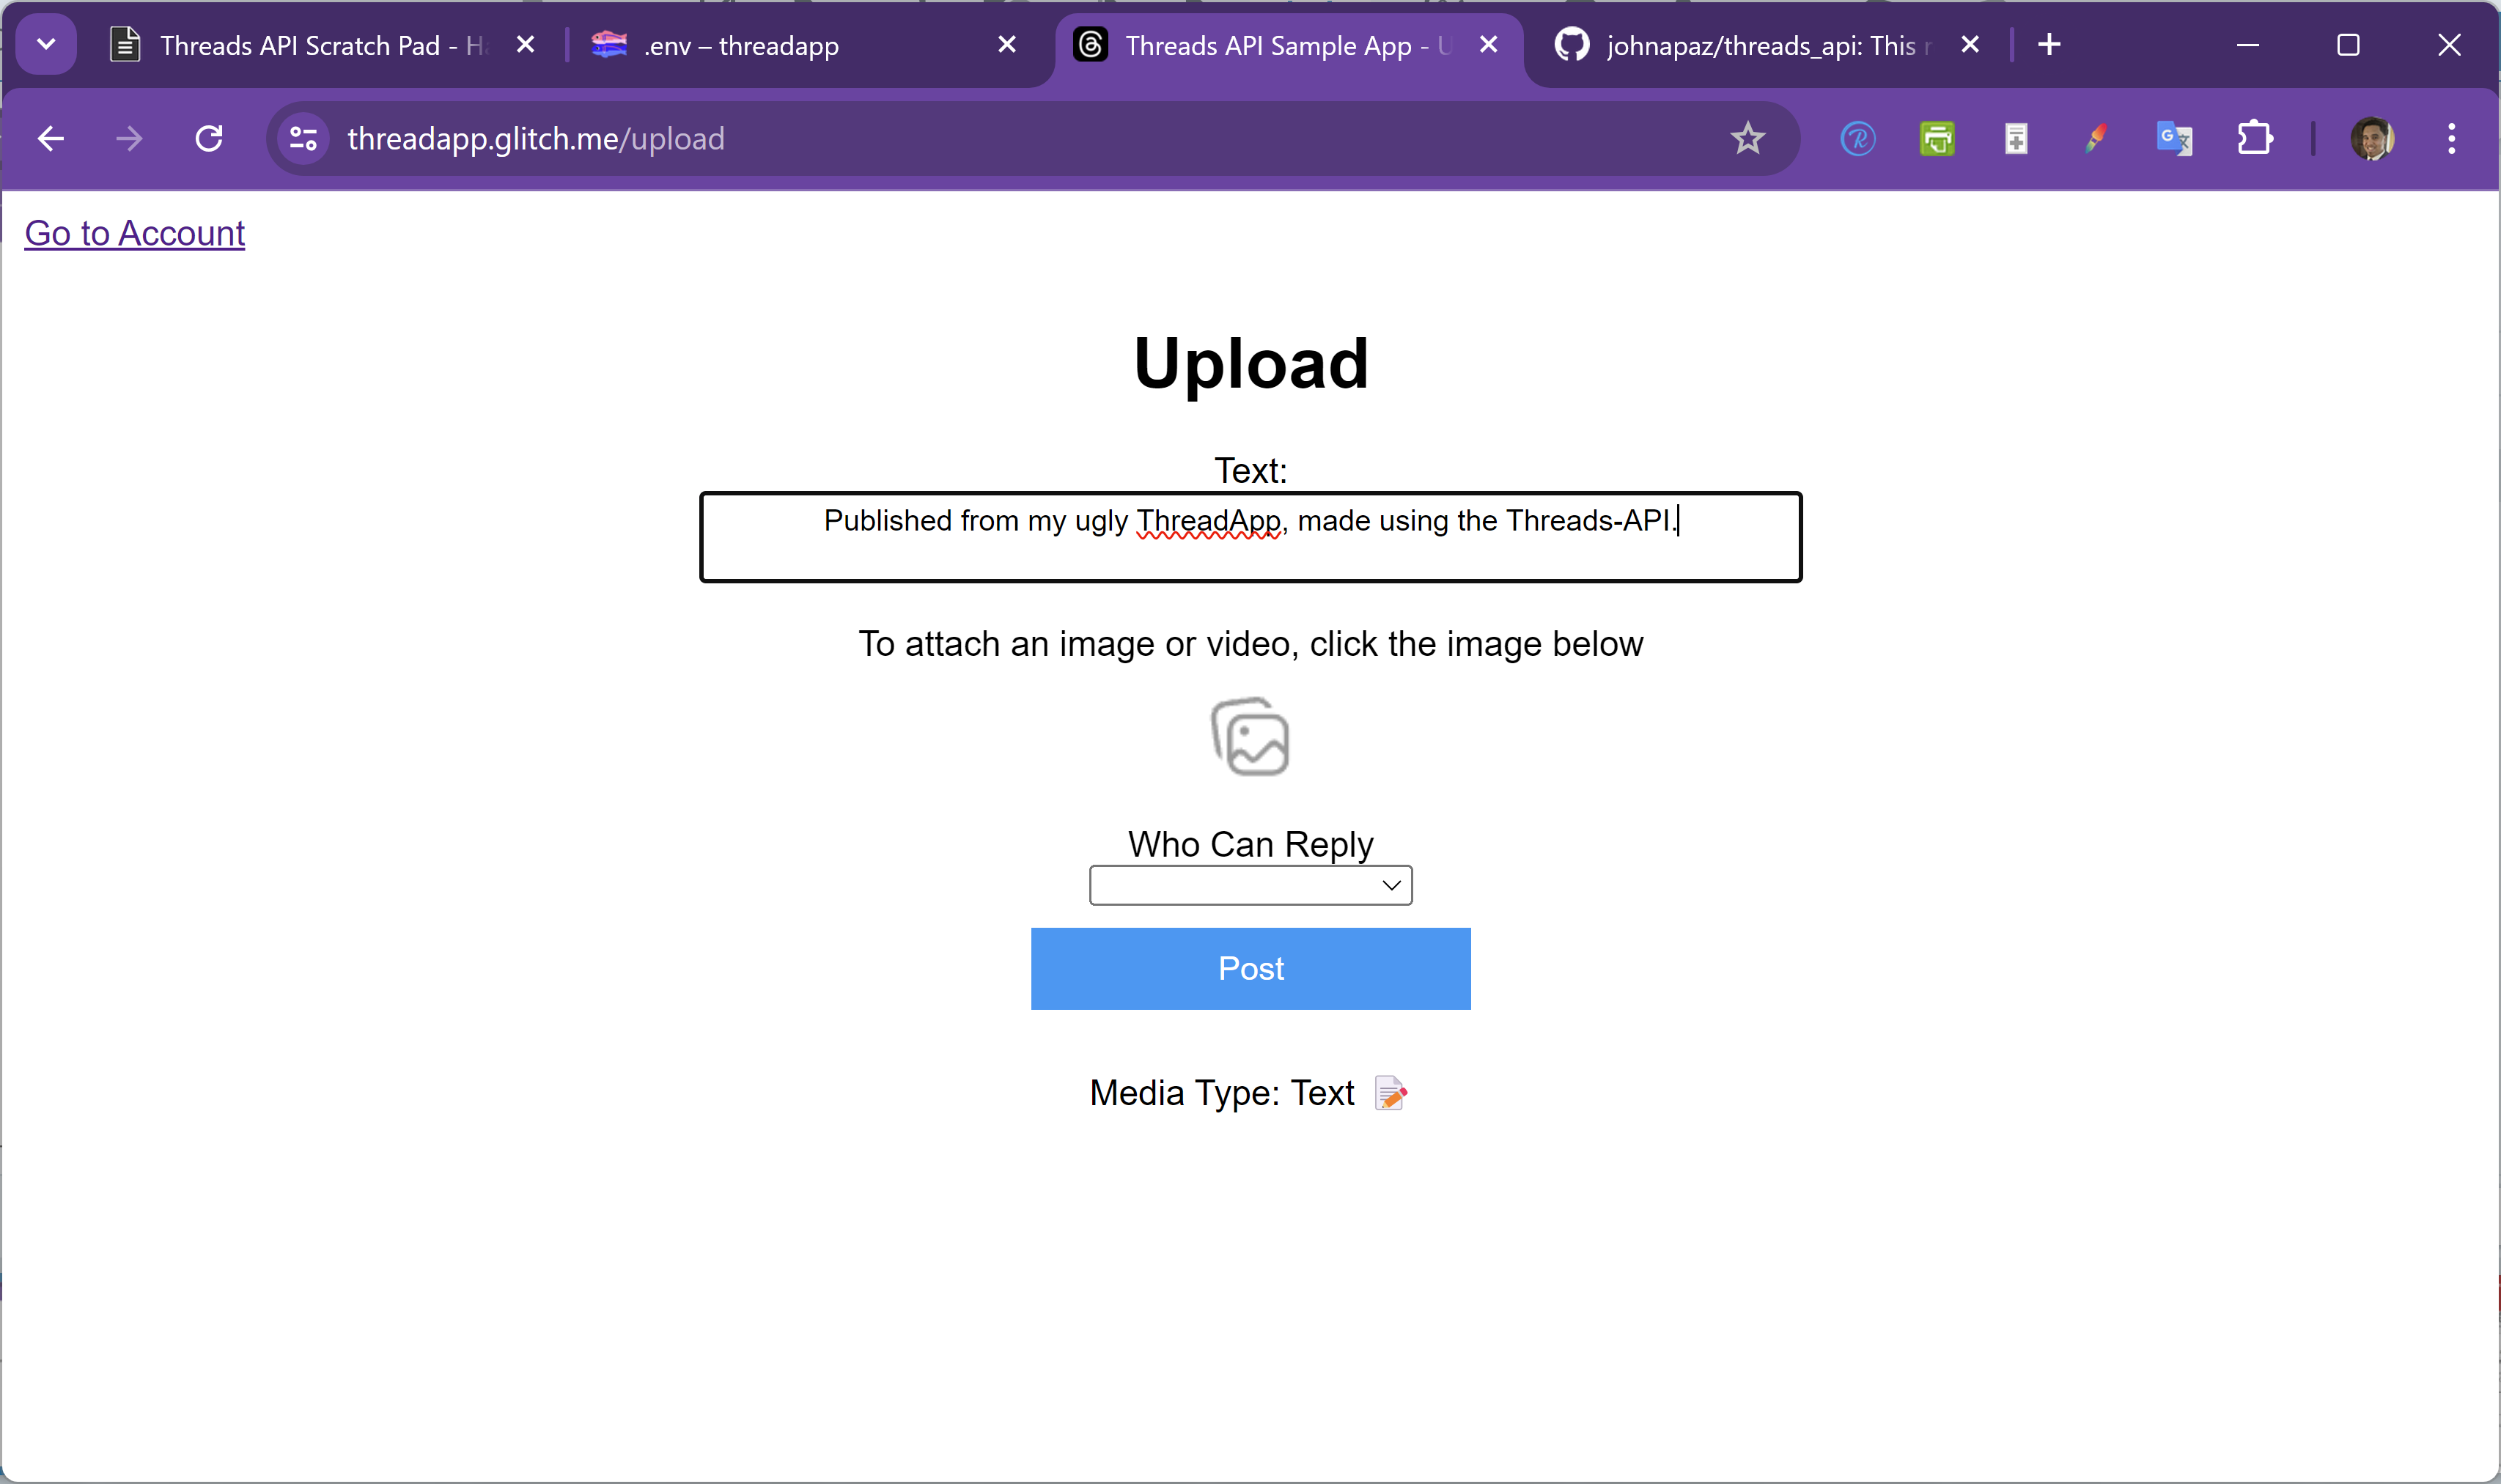 Threads API Scratch Pad - Ha
.env – threadapp
Threads API Sample App - U
johnapaz/threads_api: This r
threadapp.glitch.me/upload
Go to Account
Upload
Text:
Published from my ugly ThreadApp, made using the Threads-API.
To attach an image or video, click the image below
Who Can Reply
Post
Media Type: Text 📝